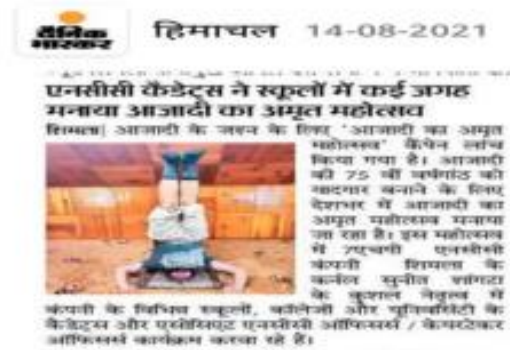 दैनिक भास्कर
हिमाचल 14-08-2021
एनसीसी कैडेट्स ने स्कूलों में कई जगह
मनाया आजादी का अमृत महोत्सव
शिमला| आजादी के जश्न के लिए 'आजादी का अमृत
महोत्सव' कैंपेन लांच
किया गया है। आजादी
की 75 वीं वर्षगांठ को
यादगार बनाने के लिए
देशभर में आजादी का
अमृत महोत्सव मनाया
जा रहा है। इस महोत्सव
में 7एचपी एनसीसी
कंपनी शिमला के
कर्नल सुनीत शांगटा
के कुशल नेतृत्व में
कंपनी के विभिन्न स्कूलों, कॉलेजों और यूनिवर्सिटी के
कैडेट्स और एसोसिएट एनसीसी ऑफिसर्स / केयरटेकर
ऑफिसर्स कार्यक्रम करवा रहे हैं।